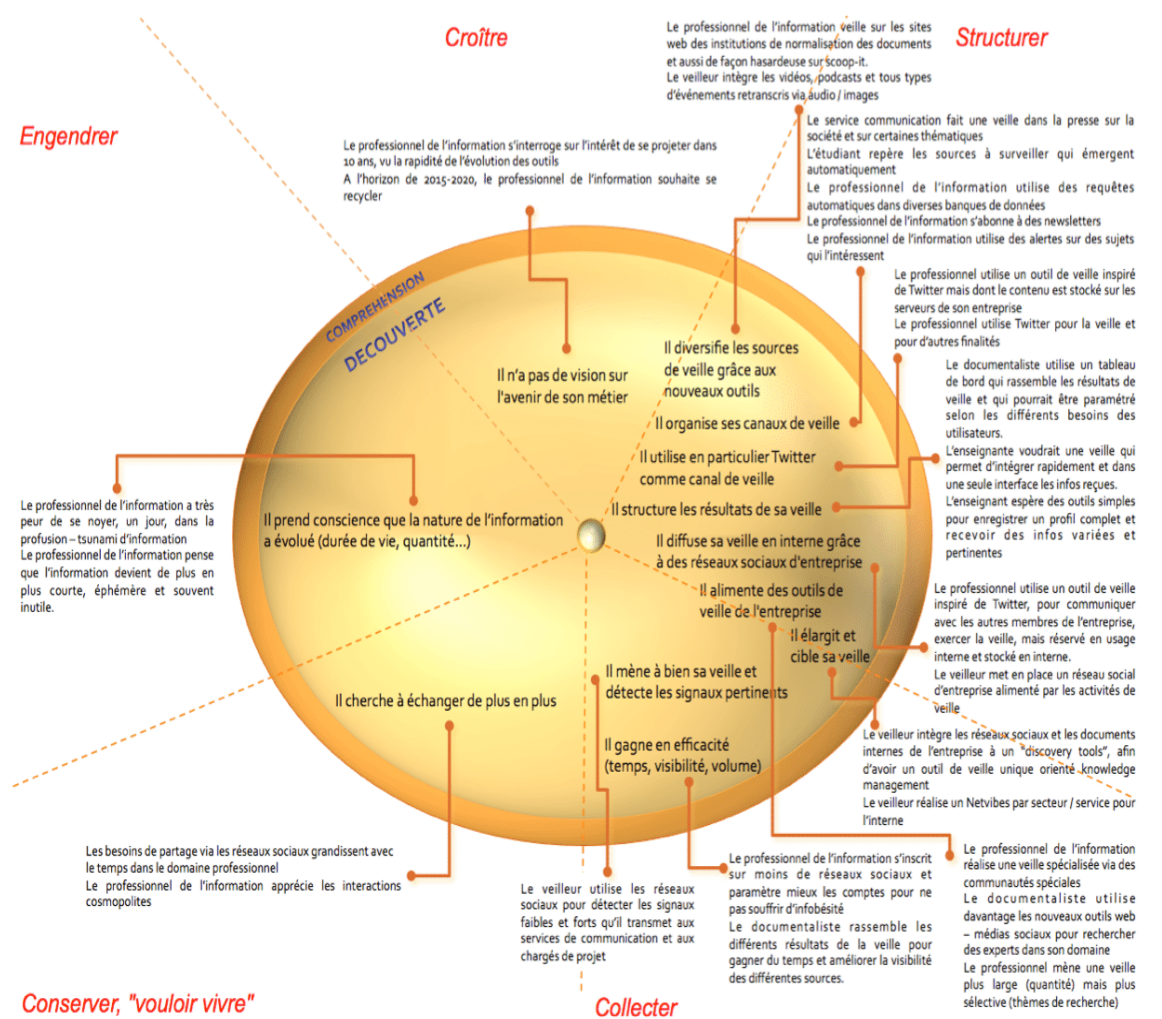 Croître
Le professionnel de l'information veille sur les sites
web des institutions de normalisation des documents
et aussi de façon hasardeuse sur scoop-it.
Le veilleur intègre les vidéos, podcasts et tous types
d'événements retranscris via audio / images
Structurer
Engendrer
Le professionnel de l'information s'interroge sur l'intérêt de se projeter dans
10 ans, vu la rapidité de l'évolution des outils
A l'horizon de 2015-2020, le professionnel de l'information souhaite se
recycler
Le service communication fait une veille dans la presse sur la
société et sur certaines thématiques
L'étudiant repère les sources à surveiller qui émergent
automatiquement
Le professionnel de l'information utilise des requêtes
automatiques dans diverses banques de données
Le professionnel de l'information s'abonne à des newsletters
Le professionnel de l'information utilise des alertes sur des sujets
qui l'intéressent
Le professionnel utilise un outil de veille inspiré
de Twitter mais dont le contenu est stocké sur les
serveurs de son entreprise
Le professionnel utilise Twitter pour la veille et
pour d'autres finalités
COMPREHENSION
DECOUVERTE
Il n'a pas de vision sur
l'avenir de son métier
Il diversifie les sources
de veille grâce aux
nouveaux outils
Il organise ses canaux de veille
Il utilise en particulier Twitter
comme canal de veille
Il structure les résultats de sa veille
Il diffuse sa veille en interne grâce
à des réseaux sociaux d'entreprise
Il alimente des outils de
veille de l'entreprise
Il élargit et
cible sa veille
Le documentaliste utilise un tableau
de bord qui rassemble les résultats de
veille et qui pourrait être paramétré
selon les différents besoins des
utilisateurs.
L'enseignante voudrait une veille qui
permet d'intégrer rapidement et dans
une seule interface les infos reçues.
L'enseignant espère des outils simples
pour enregistrer un profil complet et
recevoir des infos variées et
pertinentes
Le professionnel de l'information a très
peur de se noyer, un jour, dans la
profusion – tsunami d'information
Le professionnel de l'information pense
que l'information devient de plus en
plus courte, éphémère et souvent
inutile.
Il prend conscience que la nature de l'information
a évolué (durée de vie, quantité...)
Le professionnel utilise un outil de veille
inspiré de Twitter, pour communiquer
avec les autres membres de l'entreprise,
exercer la veille, mais réservé en usage
interne et stocké en interne.
Le veilleur met en place un réseau social
d'entreprise alimenté par les activités de
veille
Il cherche à échanger de plus en plus
Il mène à bien sa veille et
détecte les signaux pertinents
Il gagne en efficacité
(temps, visibilité, volume)
Le veilleur intègre les réseaux sociaux et les documents
internes de l'entreprise à un "discovery tools", afin
d'avoir un outil de veille unique orienté knowledge
management
Le veilleur réalise un Netvibes par secteur / service pour
l'interne
Les besoins de partage via les réseaux sociaux grandissent avec
le temps dans le domaine professionnel
Le professionnel de l'information apprécie les interactions
cosmopolites
Le veilleur utilise les réseaux
sociaux pour détecter les signaux
faibles et forts qu'il transmet aux
services de communication et aux
chargés de projet
Le professionnel de l'information s'inscrit
sur moins de réseaux sociaux et
paramètre mieux les comptes pour ne
pas souffrir d'infobésité
Le documentaliste rassemble les
différents résultats de la veille pour
gagner du temps et améliorer la visibilité
des différentes sources.
Le professionnel de l'information
réalise une veille spécialisée via des
communautés spéciales
Le documentaliste utilise
davantage les nouveaux outils web
– médias sociaux pour rechercher
des experts dans son domaine
Le professionnel mène une veille
plus large (quantité) mais plus
sélective (thèmes de recherche)
Conserver, "vouloir vivre"
Collecter